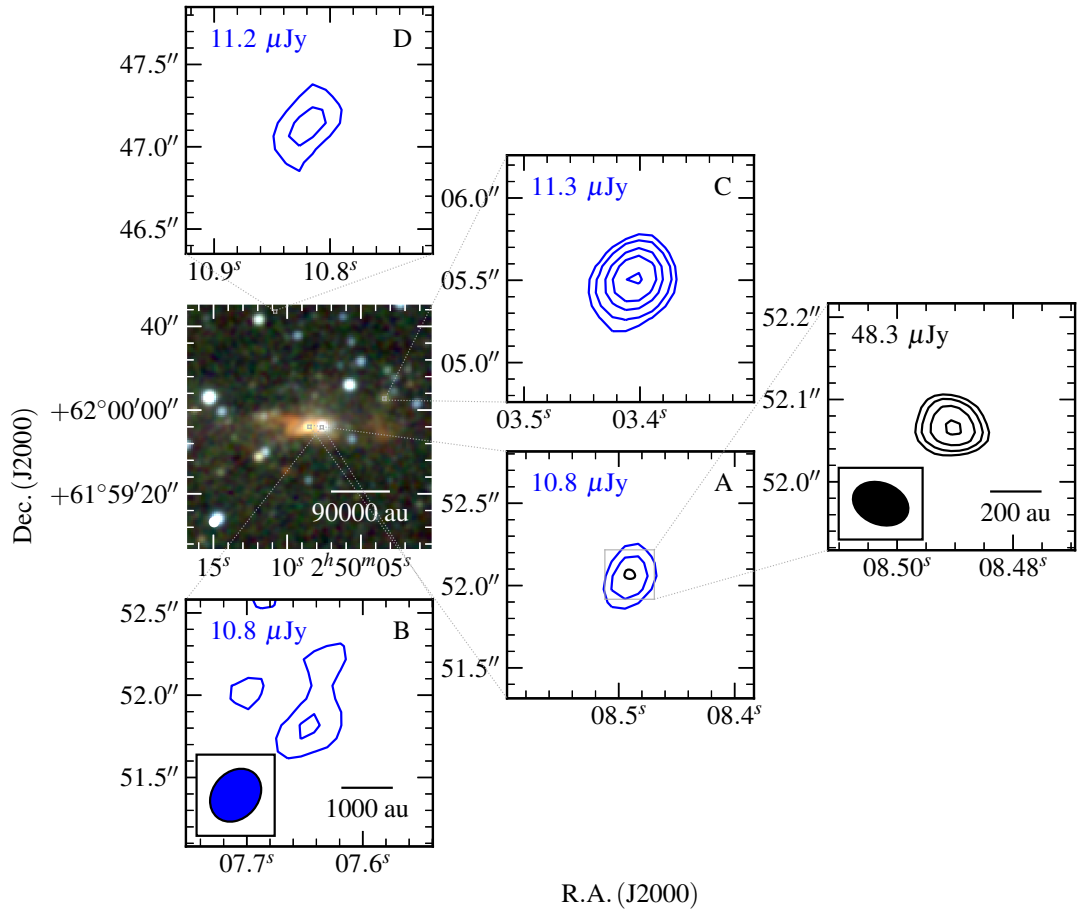 11.2 μJy D
47.5″
47.0″
46.5″
10.9ˢ 10.8ˢ
11.3 μJy C
06.0″
05.5″
05.0″
03.5ˢ 03.4ˢ
40″
+62°00′00″
+61°59′20″
90000 au
15ˢ 10ˢ 2ʰ50ᵐ05ˢ
10.8 μJy A
52.5″
52.0″
51.5″
08.5ˢ 08.4ˢ
48.3 μJy
52.2″
52.1″
52.0″
200 au
08.50ˢ 08.48ˢ
10.8 μJy B
52.5″
52.0″
51.5″
1000 au
07.7ˢ 07.6ˢ
Dec. (J2000)
R.A. (J2000)